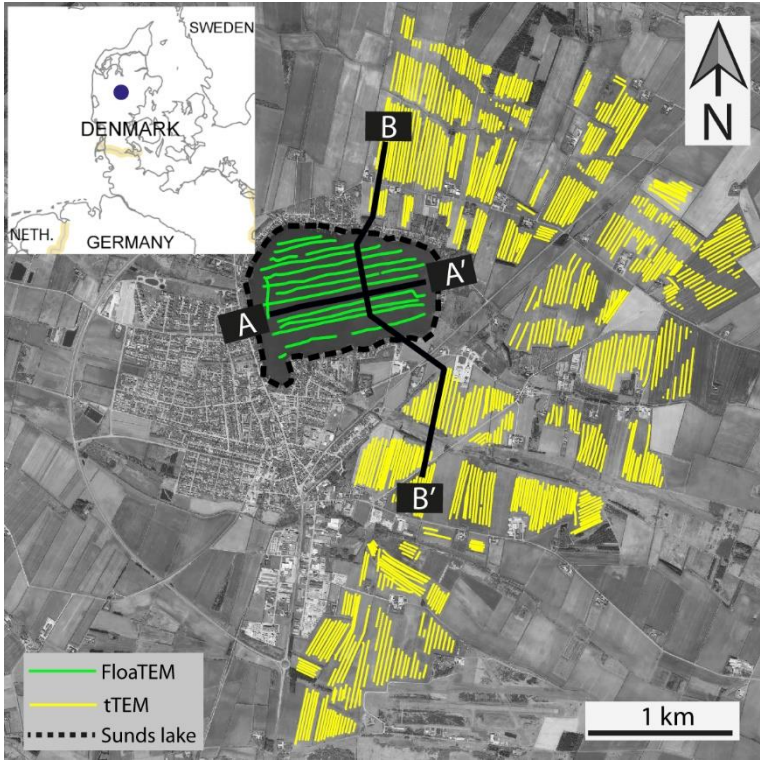 SWEDEN
DENMARK
NETH.
GERMANY
N
B
A'
A
B'
FloaTEM
tTEM
Sunds lake
1 km